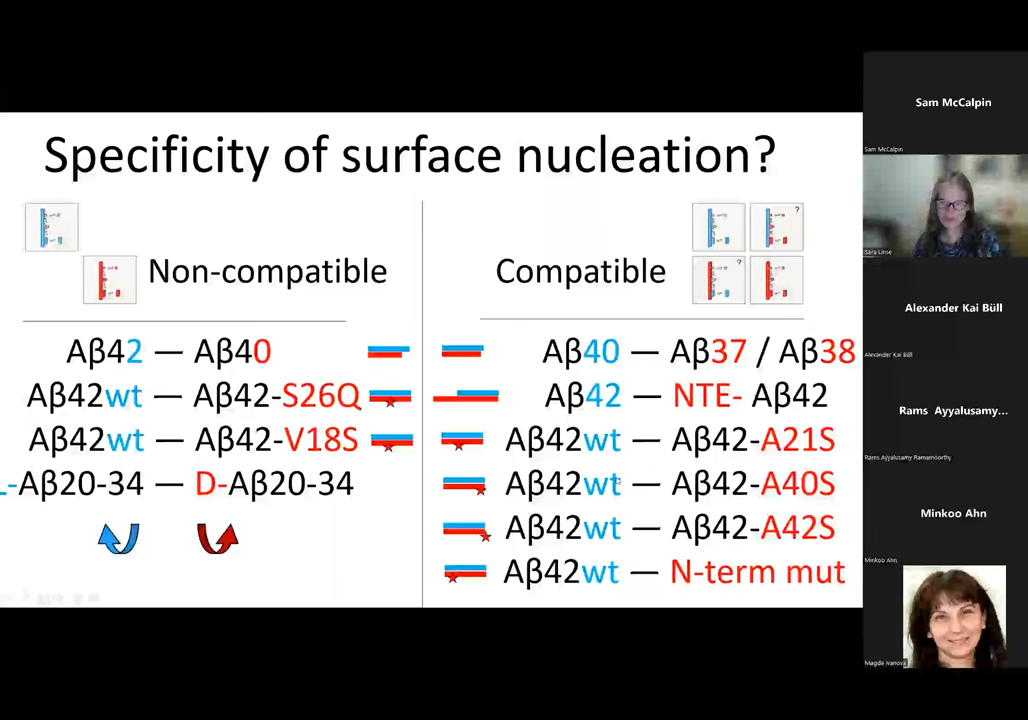 Specificity of surface nucleation?
Non-compatible
Aβ42 — Aβ40
Aβ42wt — Aβ42-S26Q
Aβ42wt — Aβ42-V18S
-Aβ20-34 — D-Aβ20-34
?
?
Compatible
Aβ40 — Aβ37 / Aβ38
Aβ42 — NTE- Aβ42
Aβ42wt — Aβ42-A21S
Aβ42wt — Aβ42-A40S
Aβ42wt — Aβ42-A42S
Aβ42wt — N-term mut
Sam McCalpin
Sam McCalpin
Sara Linse
Alexander Kai Büll
Alexander Kai Büll
Rams Ayyalusamy...
Rams Ayyalusamy Ramamoorthy
Minkoo Ahn
Minkoo Ahn
Magda Ivanova